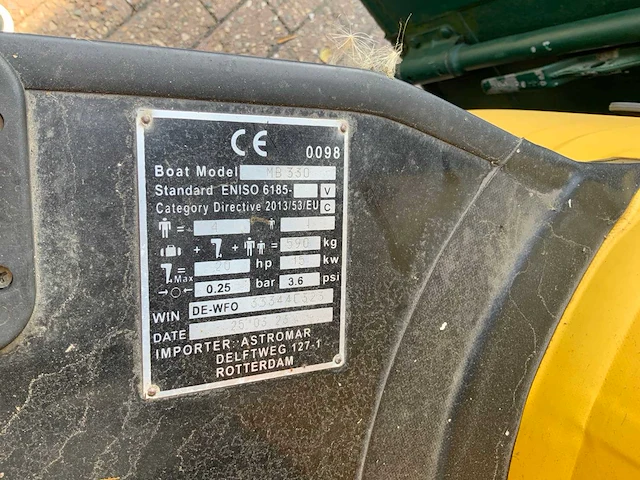 CE 0098
Boat Model MB 330
Standard ENISO 6185- V
Category Directive 2013/53/EU C
= 4
+ + = 590 kg
Max = 20 hp 15 kw
0.25 bar 3.6 psi
WIN DE-WFO
DATE
IMPORTER: ASTROMAR
DELFTWEG 127-1
ROTTERDAM